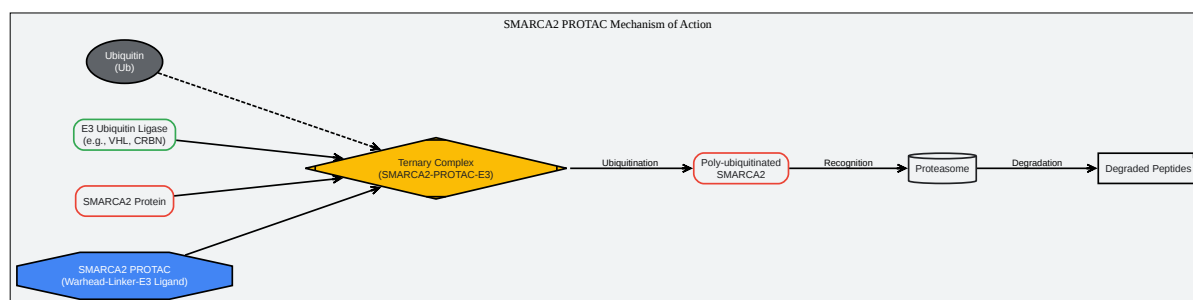 SMARCA2 PROTAC Mechanism of Action
Ubiquitin
(Ub)
E3 Ubiquitin Ligase
(e.g., VHL, CRBN)
SMARCA2 Protein
SMARCA2 PROTAC
(Warhead-Linker-E3 Ligand)
Ternary Complex
(SMARCA2-PROTAC-E3)
Ubiquitination
Poly-ubiquitinated
SMARCA2
Recognition
Proteasome
Degradation
Degraded Peptides